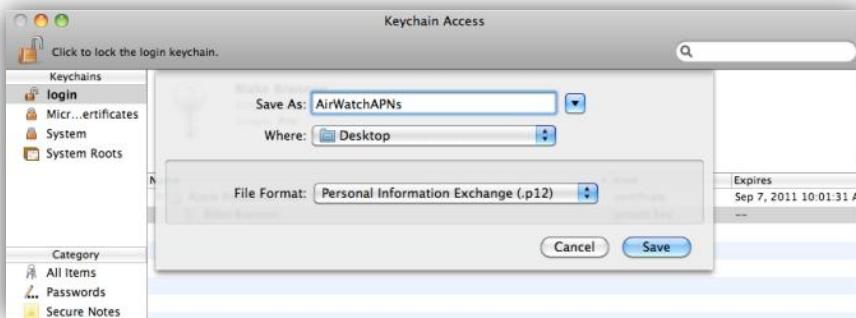 Keychain Access
Click to lock the login keychain.
Keychains
login
Micr...ertificates
System
System Roots
Save As: AirWatchAPNs
Where: Desktop
File Format: Personal Information Exchange (.p12)
Cancel Save
Expires
Sep 7, 2011 10:01:31 A
--
Category
All Items
Passwords
Secure Notes